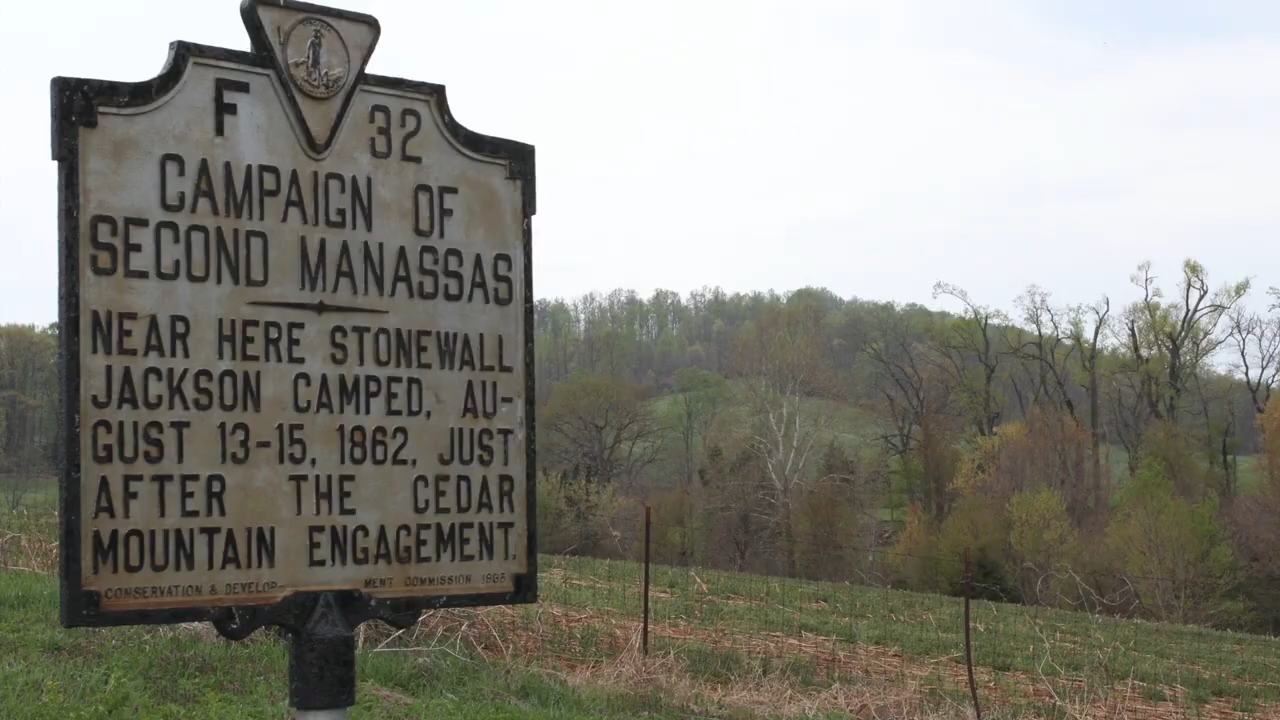 F 32
CAMPAIGN OF
SECOND MANASSAS
NEAR HERE STONEWALL
JACKSON CAMPED, AU-
GUST 13-15, 1862, JUST
AFTER THE CEDAR
MOUNTAIN ENGAGEMENT.
CONSERVATION & DEVELOP- MENT COMMISSION